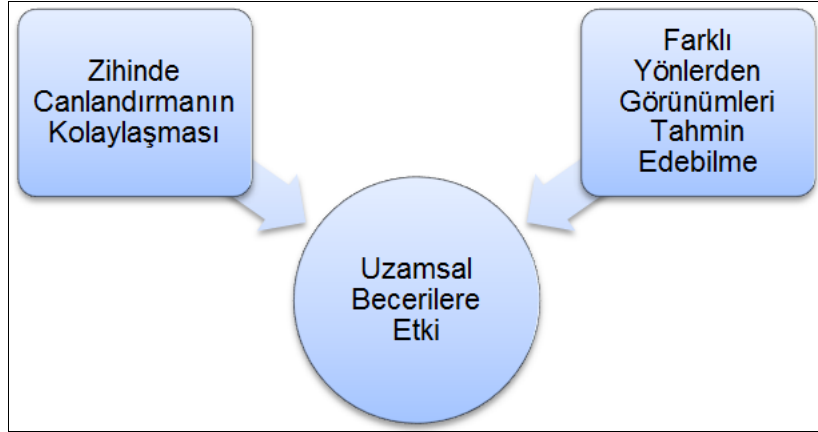 Zihinde
Canlandırmanın
Kolaylaşması
Farklı
Yönlerden
Görünümleri
Tahmin
Edebilme
Uzamsal
Becerilere
Etki